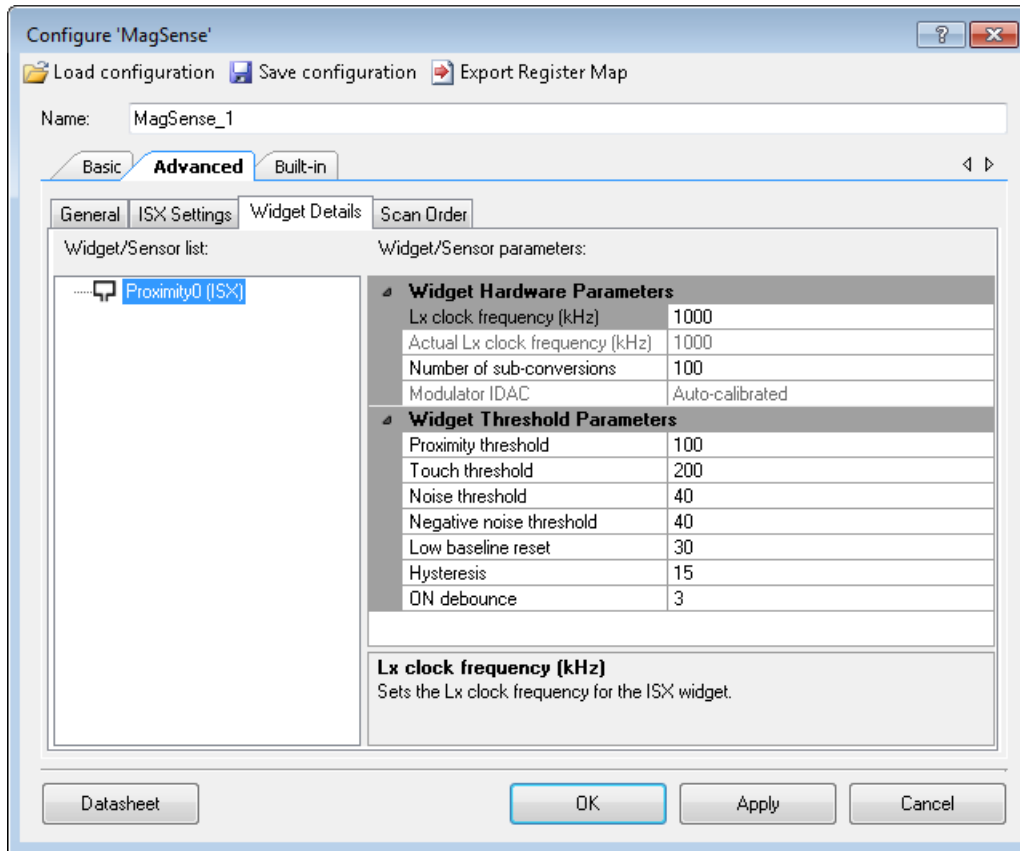 Configure 'MagSense'
Load configuration Save configuration Export Register Map
Name: MagSense_1
Basic Advanced Built-in
General ISX Settings Widget Details Scan Order
Widget/Sensor list: Widget/Sensor parameters:
Proximity0 (ISX)
Widget Hardware Parameters
Lx clock frequency (kHz) 1000
Actual Lx clock frequency (kHz) 1000
Number of sub-conversions 100
Modulator IDAC Auto-calibrated
Widget Threshold Parameters
Proximity threshold 100
Touch threshold 200
Noise threshold 40
Negative noise threshold 40
Low baseline reset 30
Hysteresis 15
ON debounce 3
Lx clock frequency (kHz)
Sets the Lx clock frequency for the ISX widget.
Datasheet OK Apply Cancel